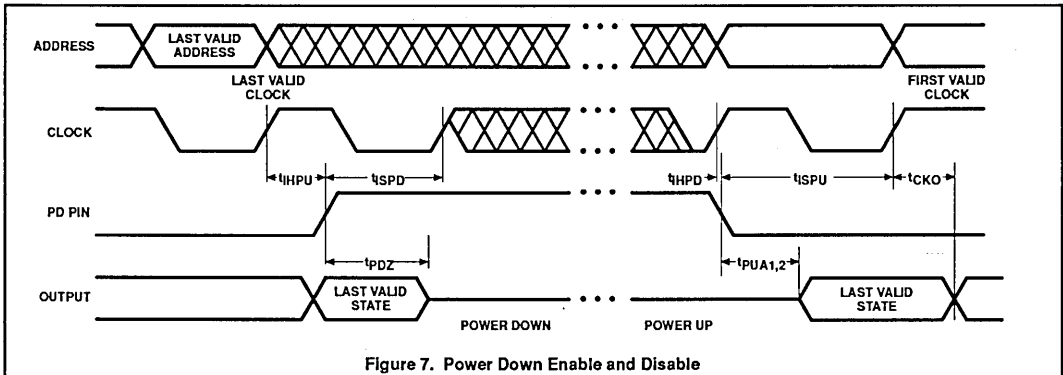 ADDRESS
LAST VALID
ADDRESS
LAST VALID
CLOCK
FIRST VALID
CLOCK
CLOCK
tIHPU
tISPD
tIHPD
tISPU
tCKO
PD PIN
tPDZ
tPUA1,2
OUTPUT
LAST VALID
STATE
POWER DOWN
POWER UP
LAST VALID
STATE
Figure 7. Power Down Enable and Disable